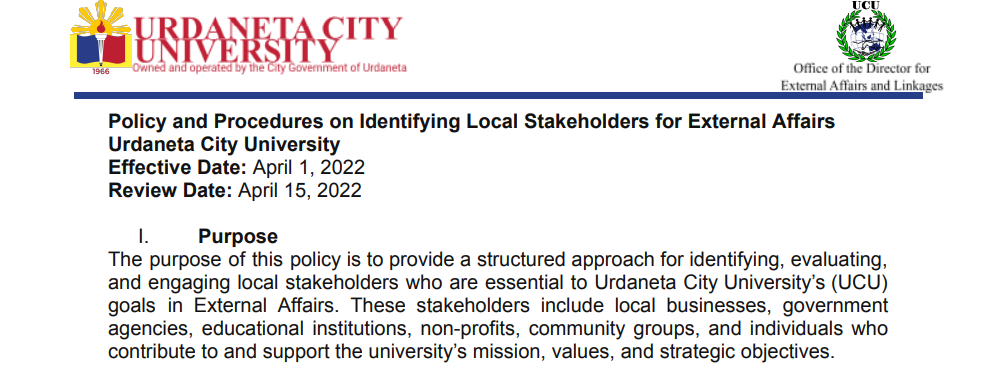 URDANETA CITY
UNIVERSITY
Owned and operated by the City Government of Urdaneta
1966
UCU
Office of the Director for
External Affairs and Linkages
Policy and Procedures on Identifying Local Stakeholders for External Affairs
Urdaneta City University
Effective Date: April 1, 2022
Review Date: April 15, 2022
I. Purpose
The purpose of this policy is to provide a structured approach for identifying, evaluating,
and engaging local stakeholders who are essential to Urdaneta City University’s (UCU)
goals in External Affairs. These stakeholders include local businesses, government
agencies, educational institutions, non-profits, community groups, and individuals who
contribute to and support the university’s mission, values, and strategic objectives.